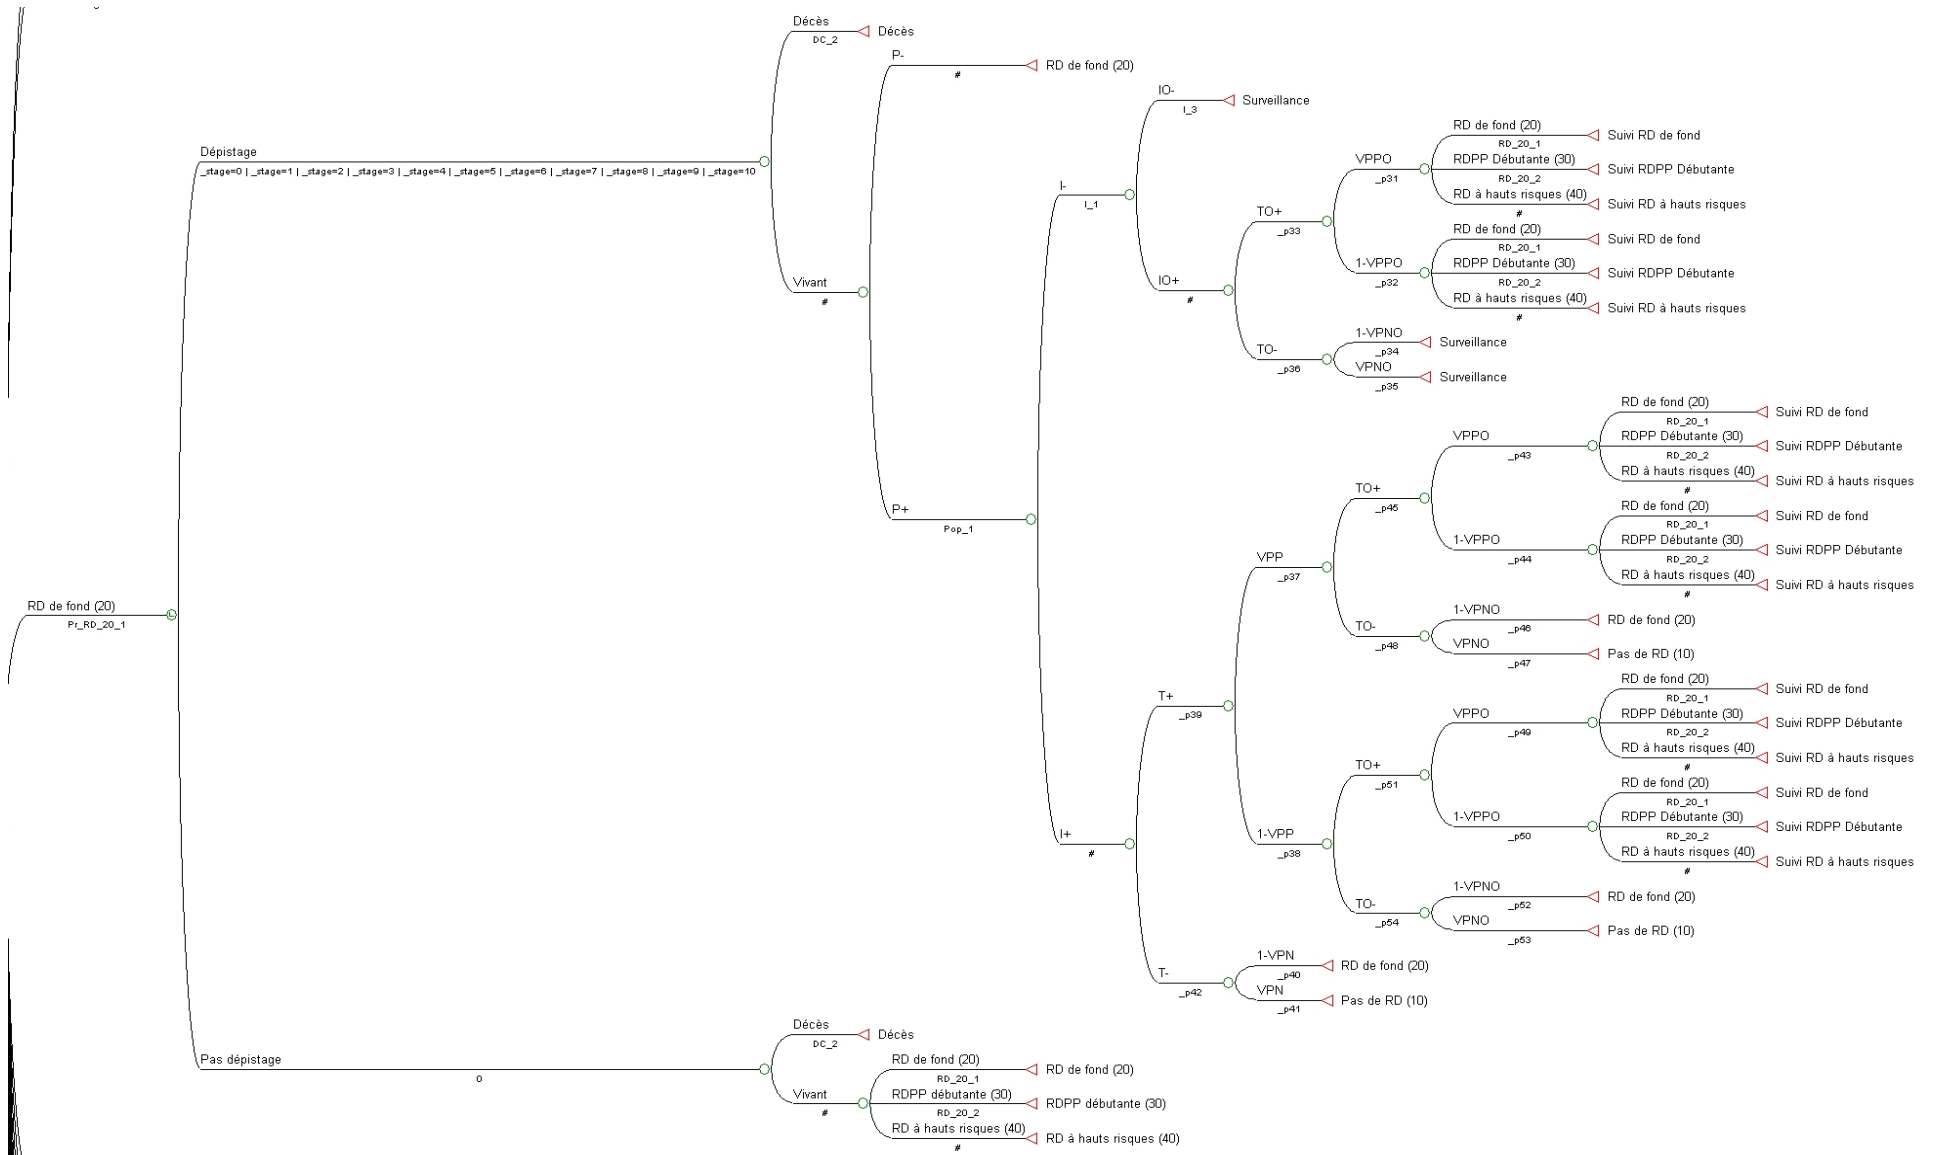 Décès
DC_2
Décès
P-
#
RD de fond (20)
IO-
I_3
Surveillance
Dépistage
_stage=0 | _stage=1 | _stage=2 | _stage=3 | _stage=4 | _stage=5 | _stage=6 | _stage=7 | _stage=8 | _stage=9 | _stage=10
RD de fond (20)
RD_20_1
Suivi RD de fond
VPPO
_p31
RDPP Débutante (30)
RD_20_2
Suivi RDPP Débutante
RD à hauts risques (40)
#
Suivi RD à hauts risques
I-
I_1
TO+
_p33
RD de fond (20)
RD_20_1
Suivi RD de fond
1-VPPO
_p32
RDPP Débutante (30)
RD_20_2
Suivi RDPP Débutante
RD à hauts risques (40)
#
Suivi RD à hauts risques
Vivant
#
IO+
#
TO-
_p36
1-VPNO
_p34
Surveillance
VPNO
_p35
Surveillance
RD de fond (20)
RD_20_1
Suivi RD de fond
VPPO
_p43
RDPP Débutante (30)
RD_20_2
Suivi RDPP Débutante
RD à hauts risques (40)
#
Suivi RD à hauts risques
TO+
_p45
P+
Pop_1
RD de fond (20)
RD_20_1
Suivi RD de fond
1-VPPO
_p44
RDPP Débutante (30)
RD_20_2
Suivi RDPP Débutante
RD à hauts risques (40)
#
Suivi RD à hauts risques
VPP
_p37
RD de fond (20)
Pr_RD_20_1
TO-
_p48
1-VPNO
_p46
RD de fond (20)
VPNO
_p47
Pas de RD (10)
T+
_p39
RD de fond (20)
RD_20_1
Suivi RD de fond
VPPO
_p49
RDPP Débutante (30)
RD_20_2
Suivi RDPP Débutante
RD à hauts risques (40)
#
Suivi RD à hauts risques
TO+
_p51
RD de fond (20)
RD_20_1
Suivi RD de fond
1-VPPO
_p50
RDPP Débutante (30)
RD_20_2
Suivi RDPP Débutante
RD à hauts risques (40)
#
Suivi RD à hauts risques
I+
#
1-VPP
_p38
TO-
_p54
1-VPNO
_p52
RD de fond (20)
VPNO
_p53
Pas de RD (10)
T-
_p42
1-VPN
_p40
RD de fond (20)
VPN
_p41
Pas de RD (10)
Pas dépistage
0
Décès
DC_2
Décès
Vivant
#
RD de fond (20)
RD_20_1
RD de fond (20)
RDPP débutante (30)
RD_20_2
RDPP débutante (30)
RD à hauts risques (40)
#
RD à hauts risques (40)